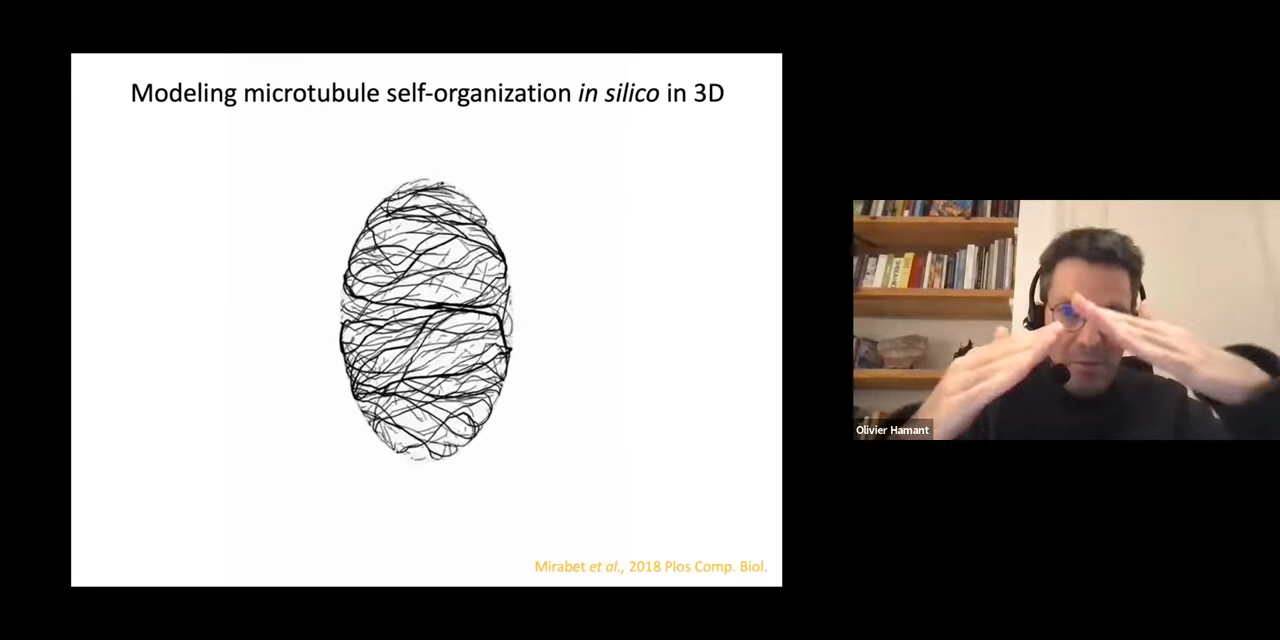 Modeling microtubule self-organization in silico in 3D
Mirabet et al., 2018 Plos Comp. Biol.
Olivier Hamant